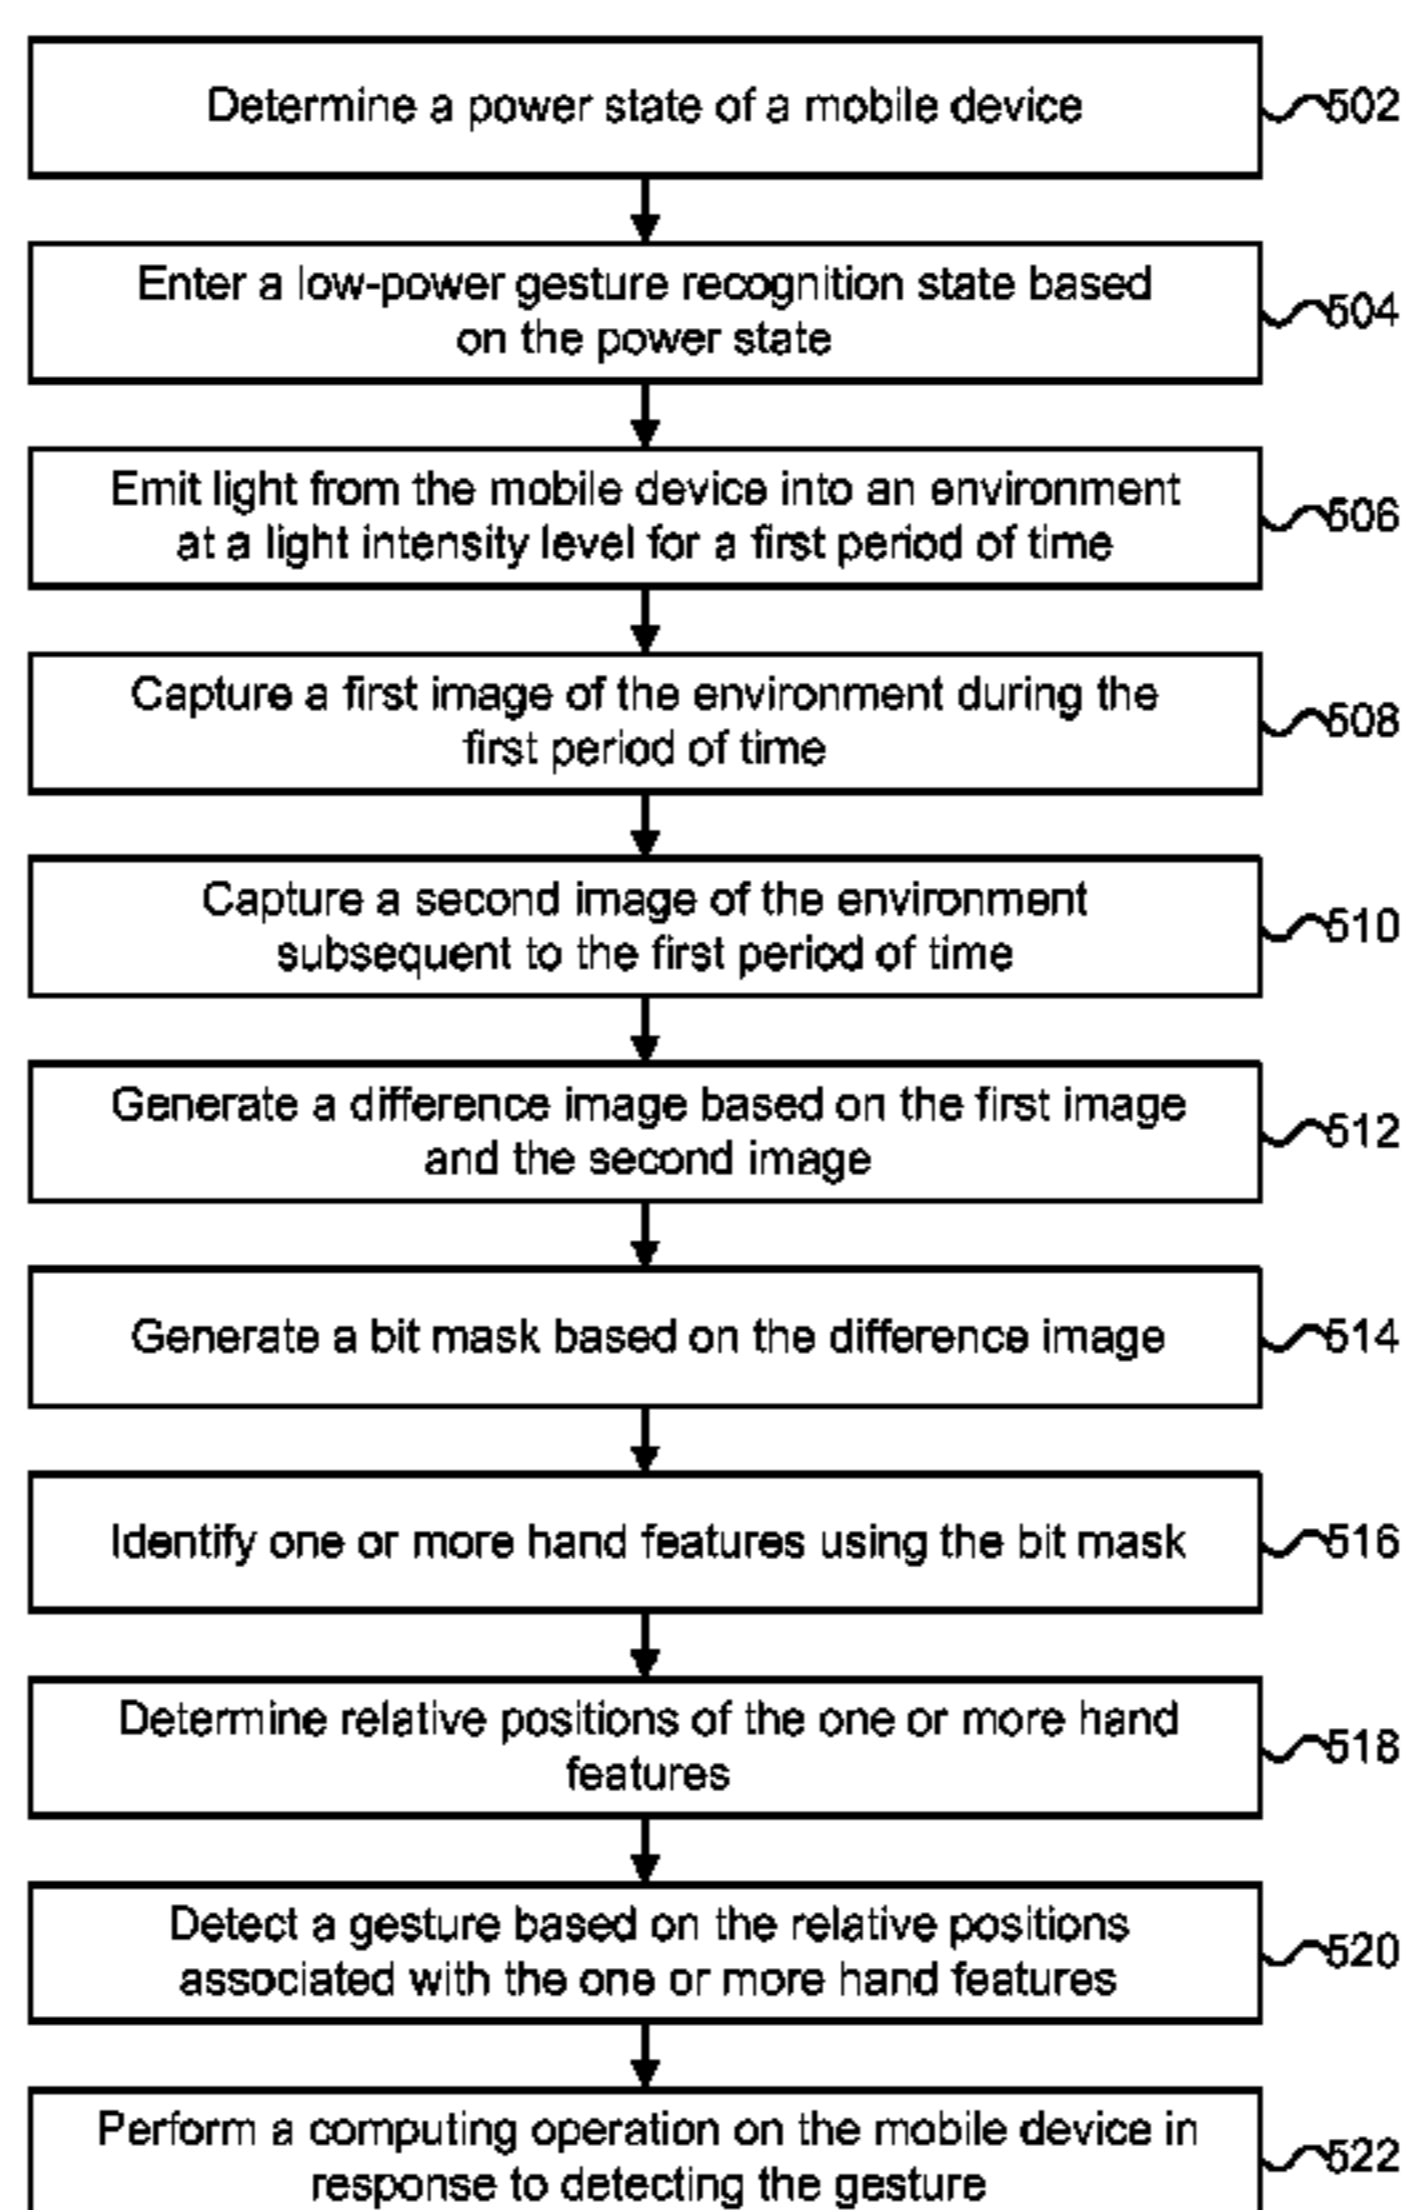 Determine a power state of a mobile device
502
Enter a low-power gesture recognition state based
on the power state
504
Emit light from the mobile device into an environment
at a light intensity level for a first period of time
506
Capture a first image of the environment during the
first period of time
508
Capture a second image of the environment
subsequent to the first period of time
510
Generate a difference image based on the first image
and the second image
512
Generate a bit mask based on the difference image
514
Identify one or more hand features using the bit mask
516
Determine relative positions of the one or more hand
features
518
Detect a gesture based on the relative positions
associated with the one or more hand features
520
Perform a computing operation on the mobile device in
response to detecting the gesture
522